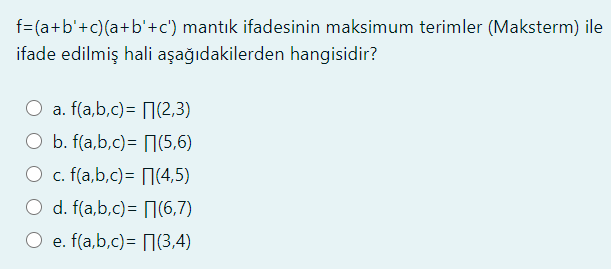 f=(a+b'+c)(a+b'+c') mantık ifadesinin maksimum terimler (Maksterm) ile
ifade edilmiş hali aşağıdakilerden hangisidir?
a. f(a,b,c)= ∏(2,3)
b. f(a,b,c)= ∏(5,6)
c. f(a,b,c)= ∏(4,5)
d. f(a,b,c)= ∏(6,7)
e. f(a,b,c)= ∏(3,4)